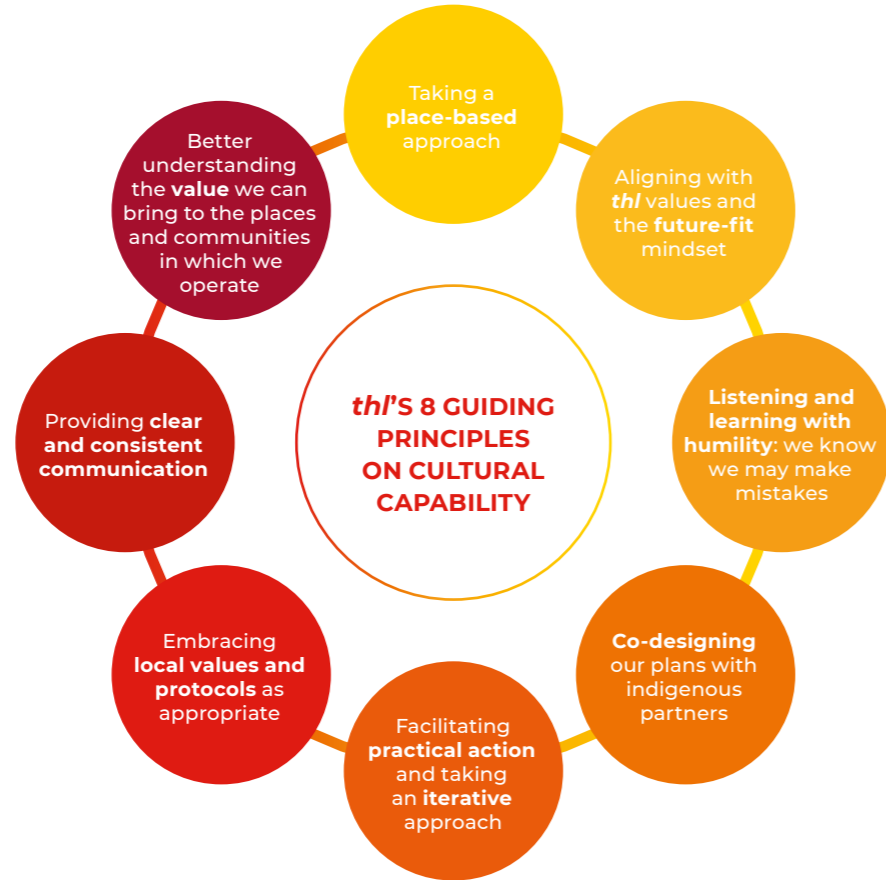 Taking a
place-based
approach
Aligning with
thl values and
the future-fit
mindset
Listening and
learning with
humility: we know
we may make
mistakes
Co-designing
our plans with
indigenous
partners
Facilitating
practical action
and taking
an iterative
approach
Embracing
local values and
protocols as
appropriate
Providing clear
and consistent
communication
Better
understanding
the value we can
bring to the places
and communities
in which we
operate
thl'S 8 GUIDING
PRINCIPLES
ON CULTURAL
CAPABILITY